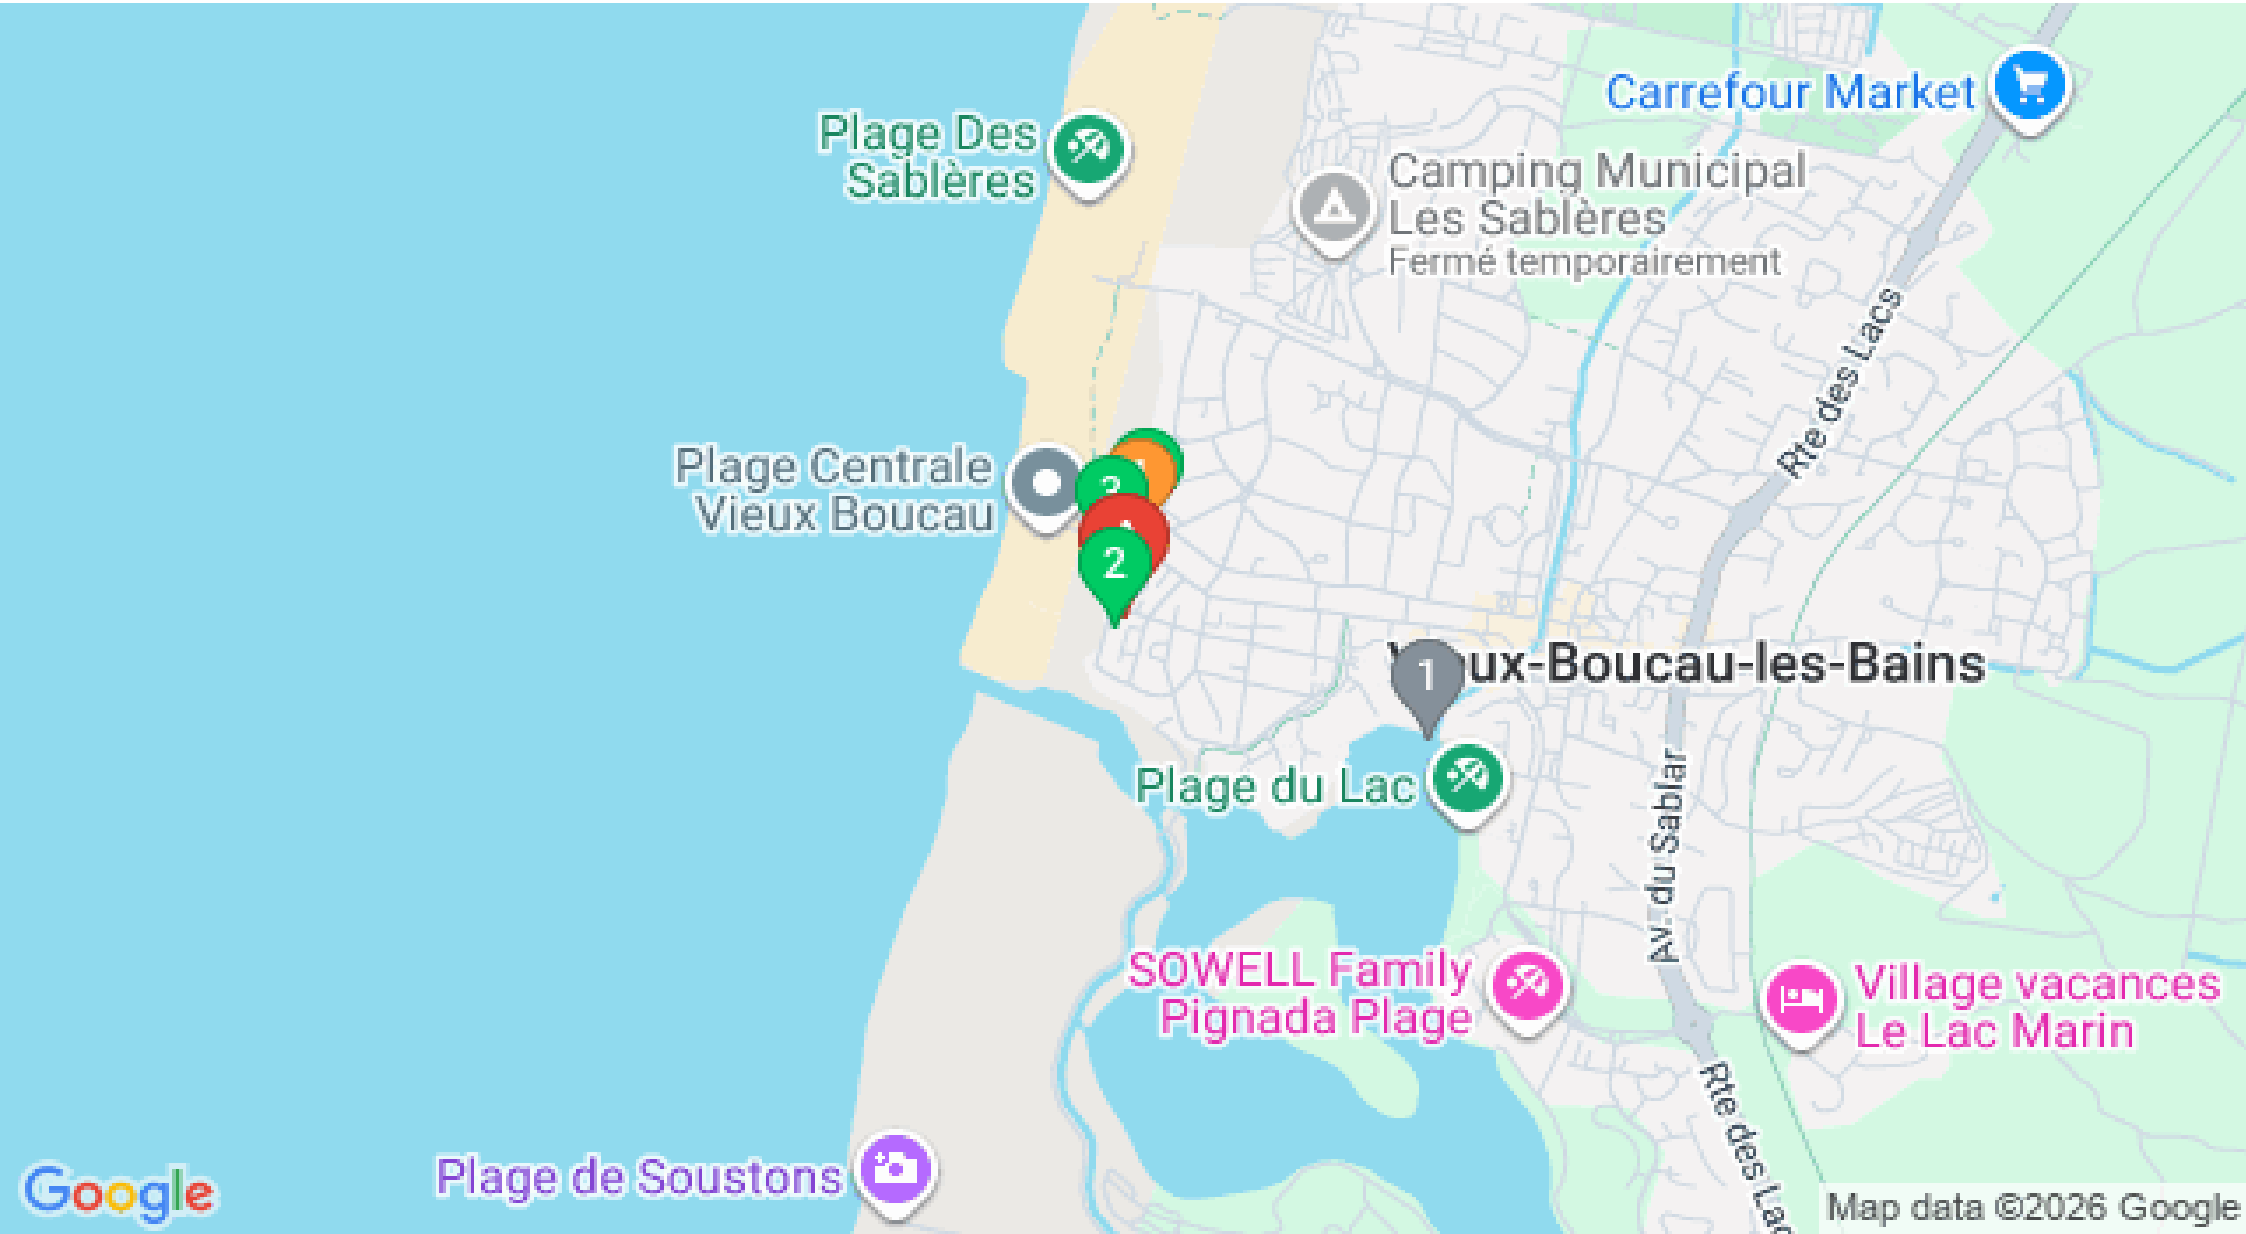 Carrefour Market
Plage Des
Sablères
Camping Municipal
Les Sablères
Fermé temporairement
Rte des Lacs
Plage Centrale
Vieux Boucau
3
2
1
ux-Boucau-les-Bains
Plage du Lac
Av. du Sablar
SOWELL Family
Pignada Plage
Village vacances
Le Lac Marin
Rte des Lac
Plage de Soustons
Google
Map data ©2026 Google